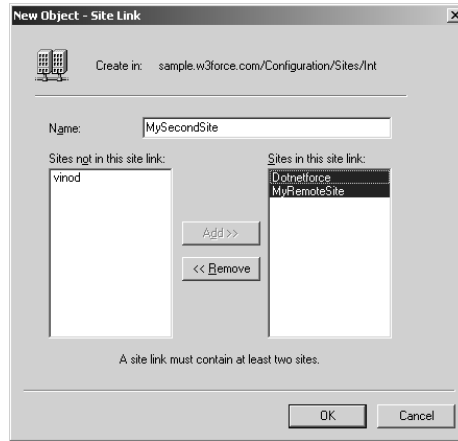 New Object - Site Link
Create in: sample.w3force.com/Configuration/Sites/Int
Name: MySecondSite
Sites not in this site link:
vinod
Sites in this site link:
Dotnetforce
MyRemoteSite
Add >>
<< Remove
A site link must contain at least two sites.
OK
Cancel